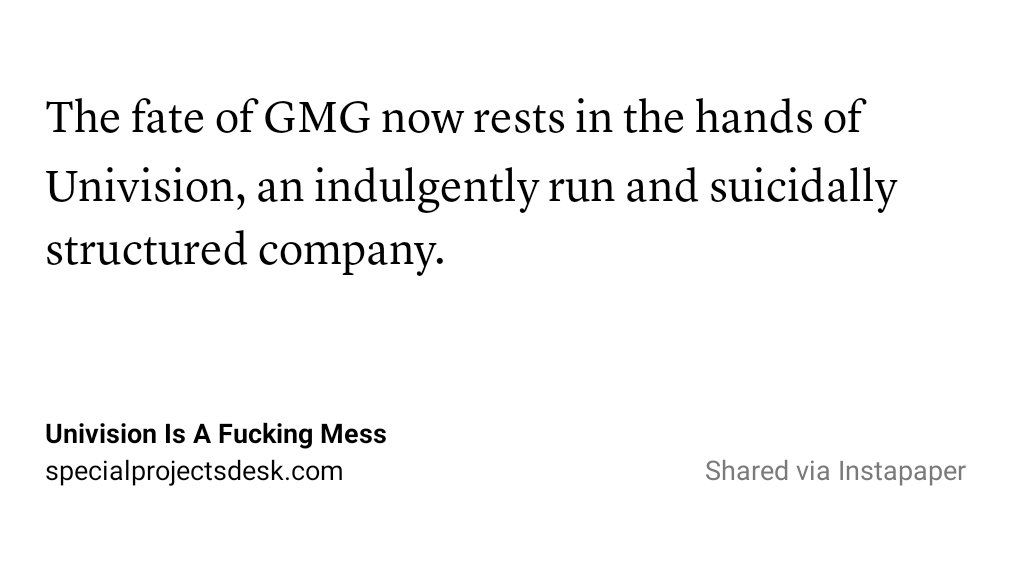 The fate of GMG now rests in the hands of
Univision, an indulgently run and suicidally
structured company.
Univision Is A Fucking Mess
specialprojectsdesk.com
Shared via Instapaper